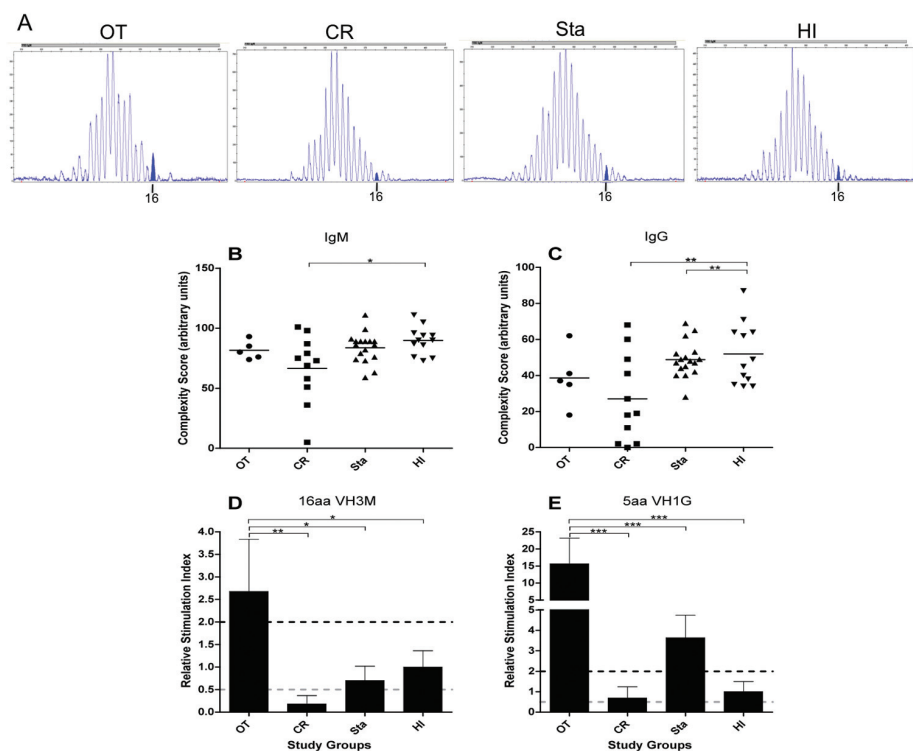 A
OT CR Sta HI
16 16 16 16
B IgM
Complexity Score (arbitrary units)
150
100
50
0
*
OT CR Sta HI
C IgG
Complexity Score (arbitrary units)
100
80
60
40
20
0
**
**
OT CR Sta HI
D 16aa VH3M
Relative Stimulation Index
4.0
3.5
3.0
2.5
2.0
1.5
1.0
0.5
0.0
*
*
**
OT CR Sta HI
Study Groups
E 5aa VH1G
Relative Stimulation Index
25
20
15
10
5
5
4
3
2
1
0
***
***
***
OT CR Sta HI
Study Groups